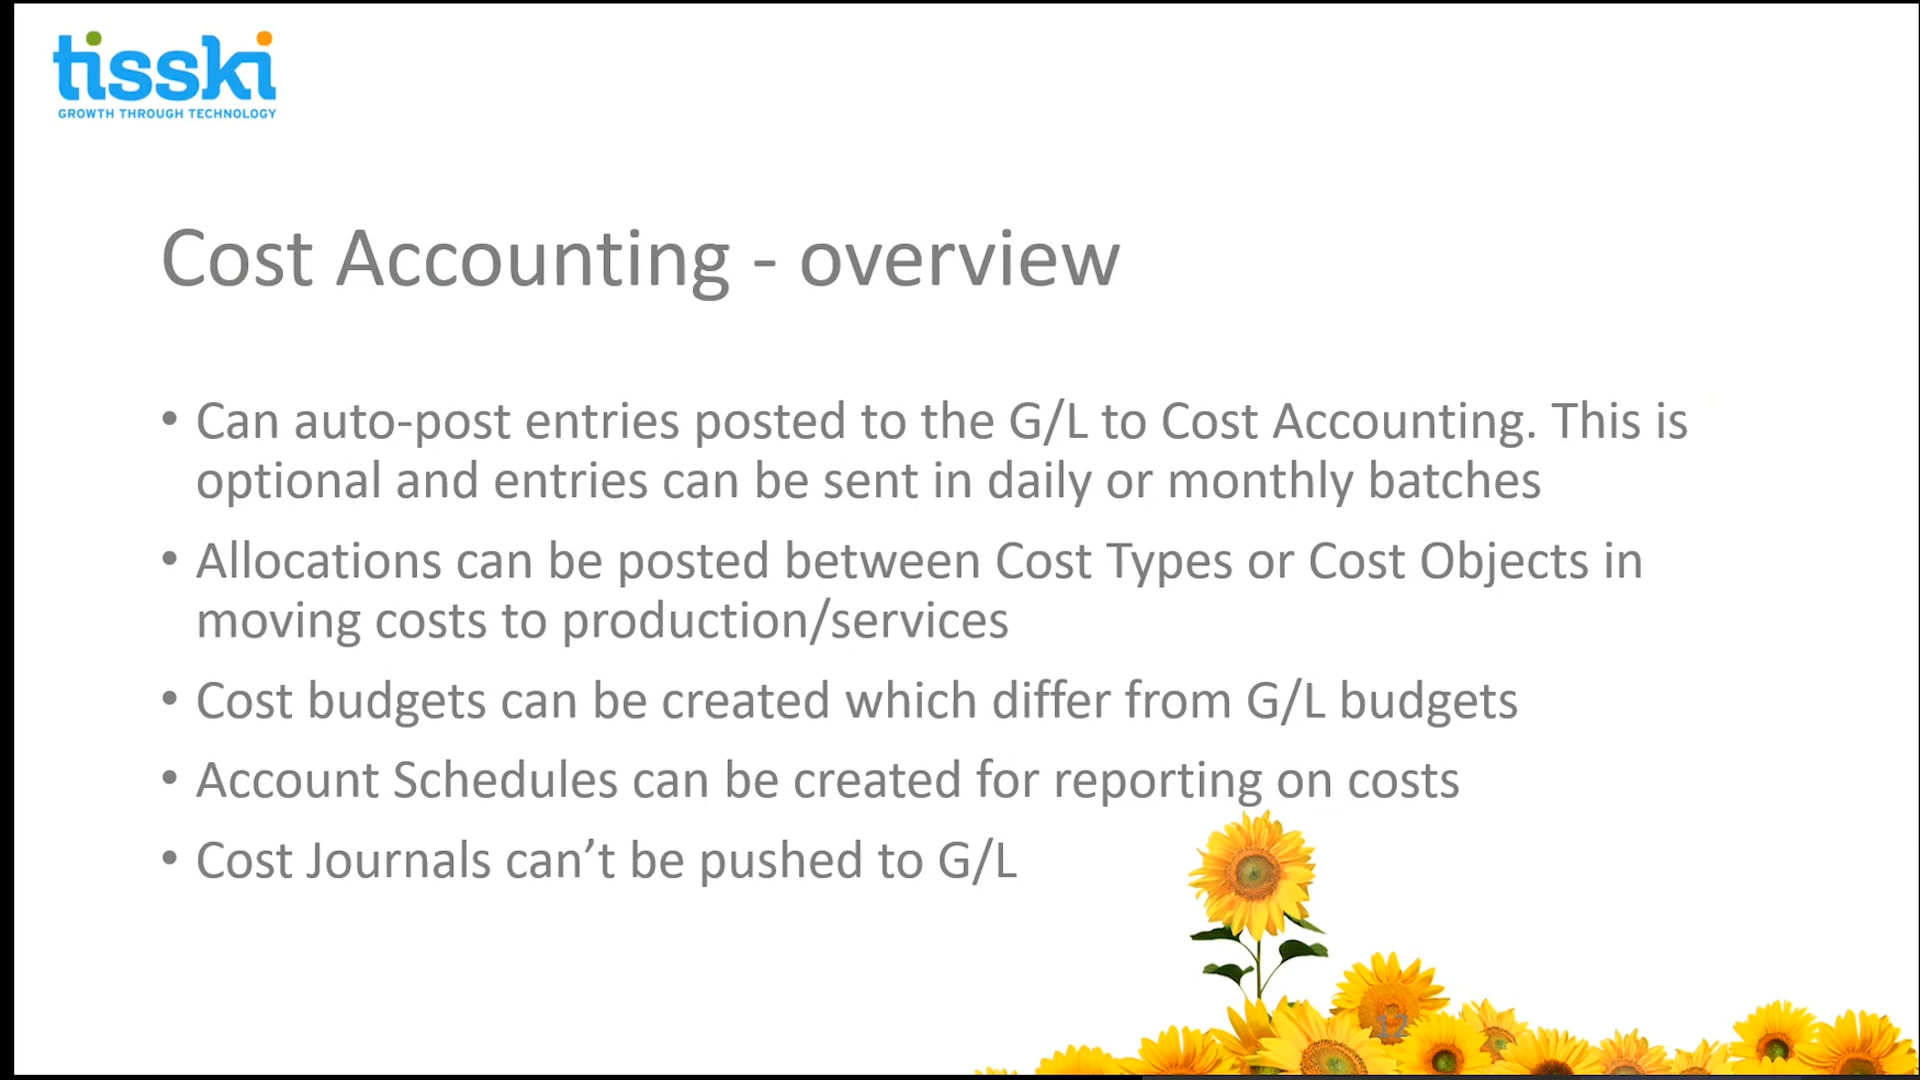 tisski
GROWTH THROUGH TECHNOLOGY
Cost Accounting - overview
• Can auto-post entries posted to the G/L to Cost Accounting. This is
optional and entries can be sent in daily or monthly batches
• Allocations can be posted between Cost Types or Cost Objects in
moving costs to production/services
• Cost budgets can be created which differ from G/L budgets
• Account Schedules can be created for reporting on costs
• Cost Journals can’t be pushed to G/L
12